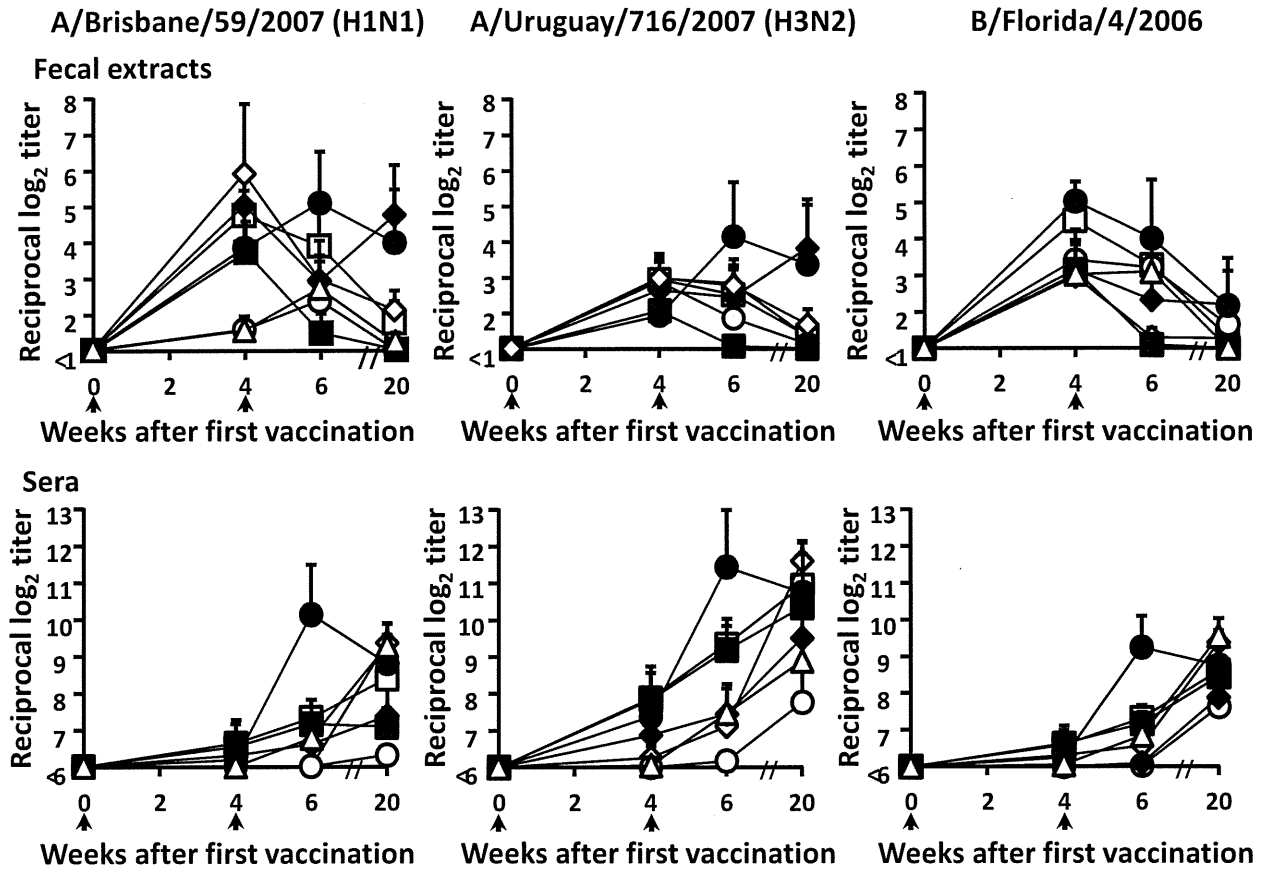 A/Brisbane/59/2007 (H1N1) A/Uruguay/716/2007 (H3N2) B/Florida/4/2006
Fecal extracts
Reciprocal log2 titer
8
7
6
5
4
3
2
<1
0 2 4 6 20
Weeks after first vaccination
Reciprocal log2 titer
8
7
6
5
4
3
2
<1
0 2 4 6 20
Weeks after first vaccination
Reciprocal log2 titer
8
7
6
5
4
3
2
<1
0 2 4 6 20
Weeks after first vaccination
Sera
Reciprocal log2 titer
13
12
11
10
9
8
7
<6
0 2 4 6 20
Weeks after first vaccination
Reciprocal log2 titer
13
12
11
10
9
8
7
<6
0 2 4 6 20
Weeks after first vaccination
Reciprocal log2 titer
13
12
11
10
9
8
7
<6
0 2 4 6 20
Weeks after first vaccination